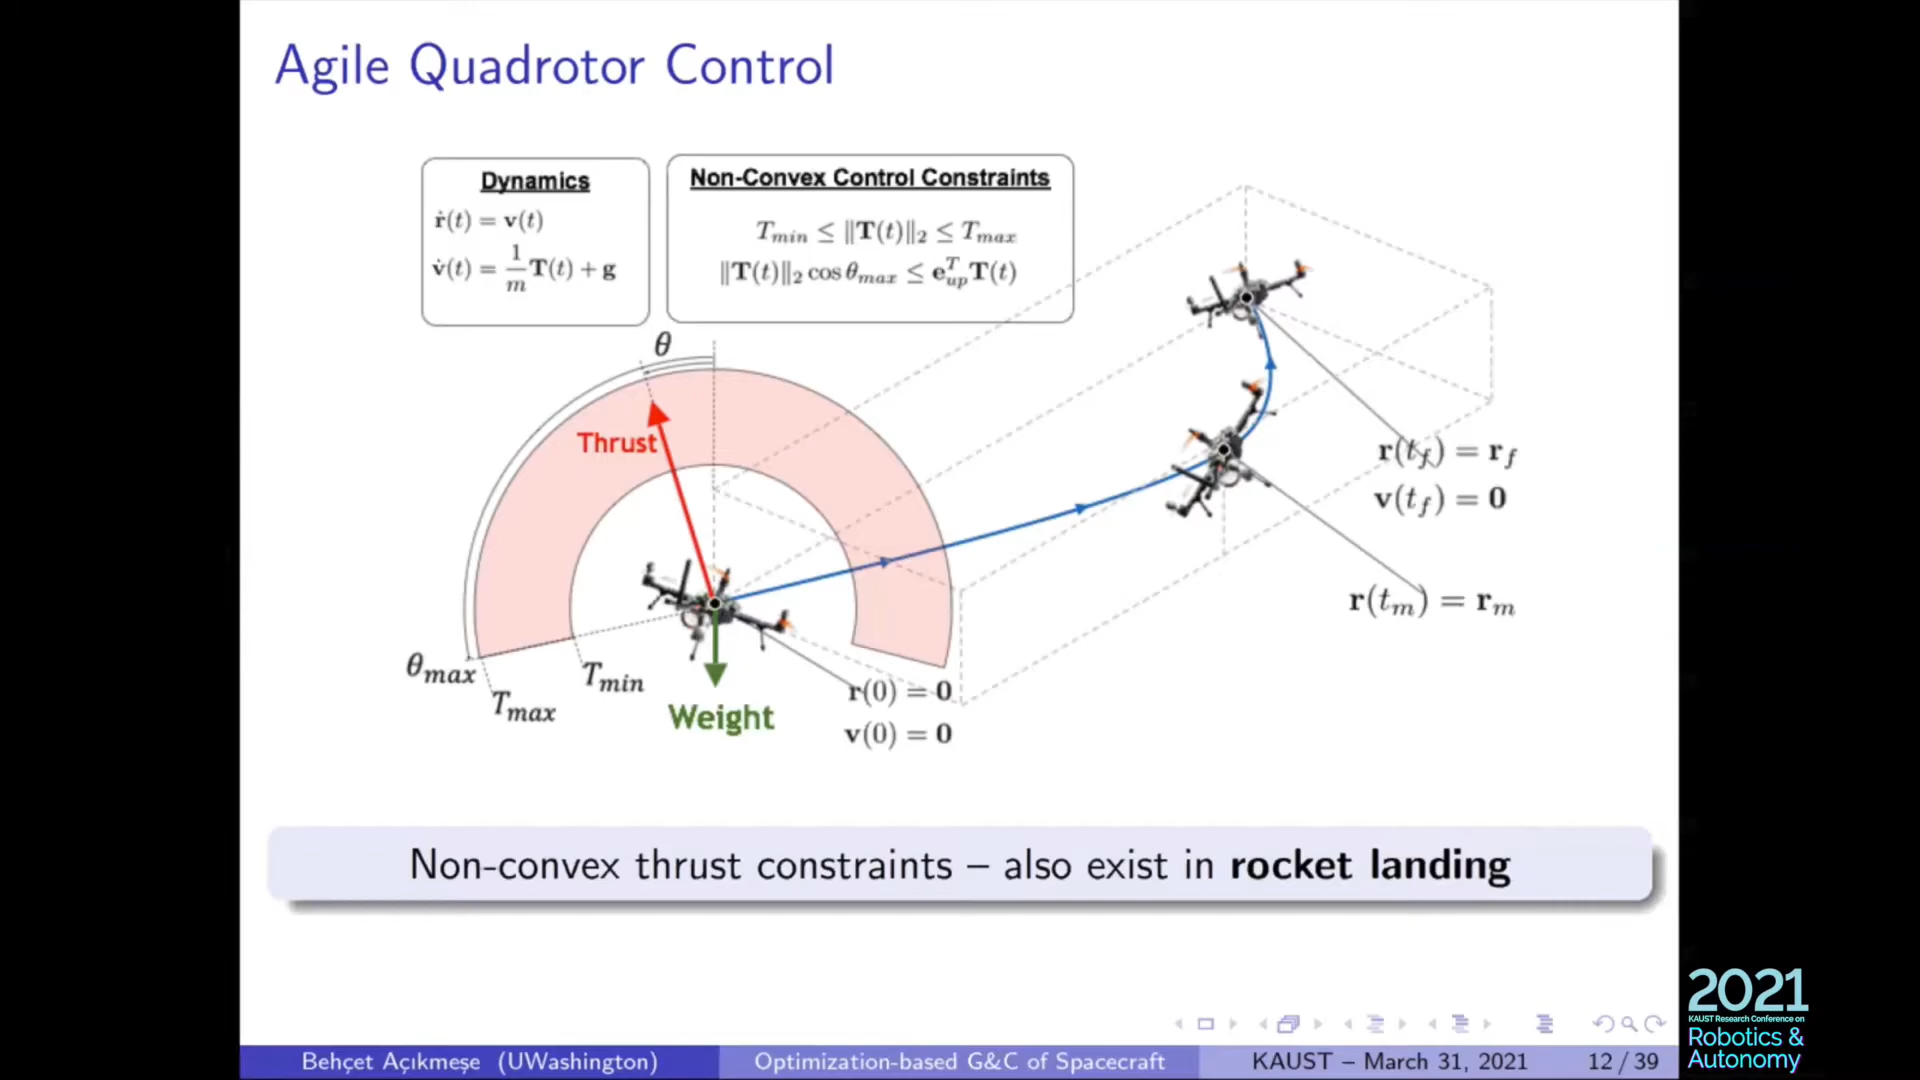 Agile Quadrotor Control
Dynamics
ṙ(t) = v(t)
v̇(t) = 1/m T(t) + g
Non-Convex Control Constraints
T_min ≤ ‖T(t)‖₂ ≤ T_max
‖T(t)‖₂ cos θ_max ≤ e_up^T T(t)
θ
Thrust
r(t_f) = r_f
v(t_f) = 0
r(t_m) = r_m
θ_max
T_min
T_max
Weight
r(0) = 0
v(0) = 0
Non-convex thrust constraints – also exist in rocket landing
Behçet Açıkmeşe (UWashington)
Optimization-based G&C of Spacecraft
KAUST – March 31, 2021
12 / 39
2021
KAUST Research Conference on
Robotics &
Autonomy